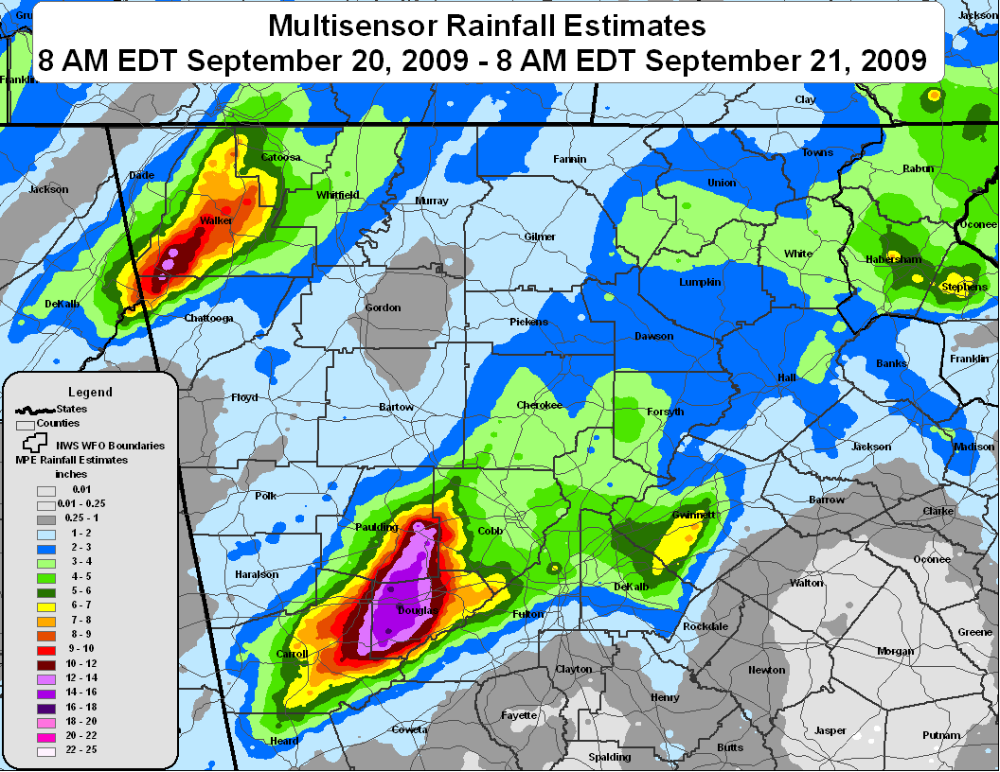 Multisensor Rainfall Estimates
8 AM EDT September 20, 2009 - 8 AM EDT September 21, 2009
Jackson
Franklin
Clay
Towns
Rabun
Fannin
Union
Catoosa
Dade
Jackson
Whitfield
Murray
Walker
Oconee
Gilmer
White
Habersham
Lumpkin
Stephens
DeKalb
Gordon
Chattooga
Pickens
Dawson
Banks
Franklin
Hall
Floyd
Bartow
Cherokee
Forsyth
Jackson
Madison
Polk
Barrow
Clarke
Gwinnett
Paulding
Cobb
Oconee
Haralson
Walton
DeKalb
Douglas
Fulton
Rockdale
Greene
Carroll
Morgan
Clayton
Newton
Henry
Fayette
Coweta
Jasper
Putnam
Heard
Butts
Spalding
Legend
States
Counties
NWS WFO Boundaries
MPE Rainfall Estimates
inches
0.01
0.01 - 0.25
0.25 - 1
1 - 2
2 - 3
3 - 4
4 - 5
5 - 6
6 - 7
7 - 8
8 - 9
9 - 10
10 - 12
12 - 14
14 - 16
16 - 18
18 - 20
20 - 22
22 - 25